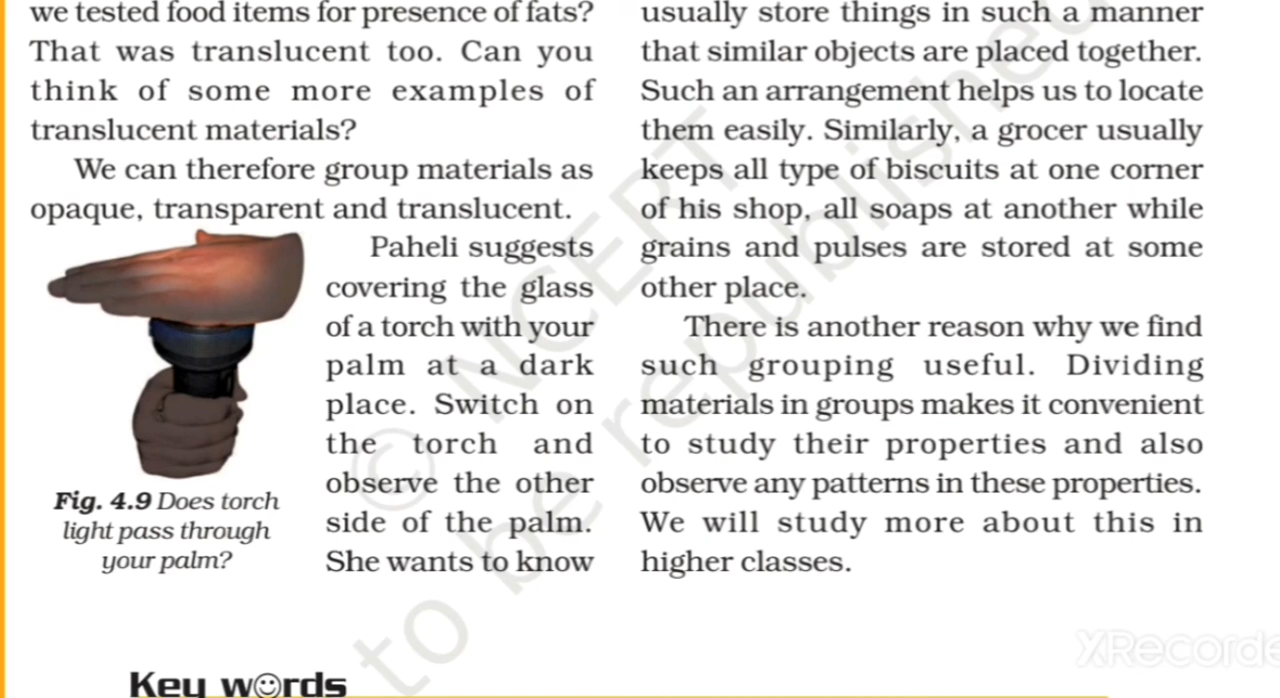 we tested food items for presence of fats?
That was translucent too. Can you
think of some more examples of
translucent materials?
We can therefore group materials as
opaque, transparent and translucent.
Paheli suggests
covering the glass
of a torch with your
palm at a dark
place. Switch on
the torch and
observe the other
side of the palm.
She wants to know
Fig. 4.9 Does torch
light pass through
your palm?
usually store things in such a manner
that similar objects are placed together.
Such an arrangement helps us to locate
them easily. Similarly, a grocer usually
keeps all type of biscuits at one corner
of his shop, all soaps at another while
grains and pulses are stored at some
other place.
There is another reason why we find
such grouping useful. Dividing
materials in groups makes it convenient
to study their properties and also
observe any patterns in these properties.
We will study more about this in
higher classes.
Key words
© NCERT
to be republished
XRecorde